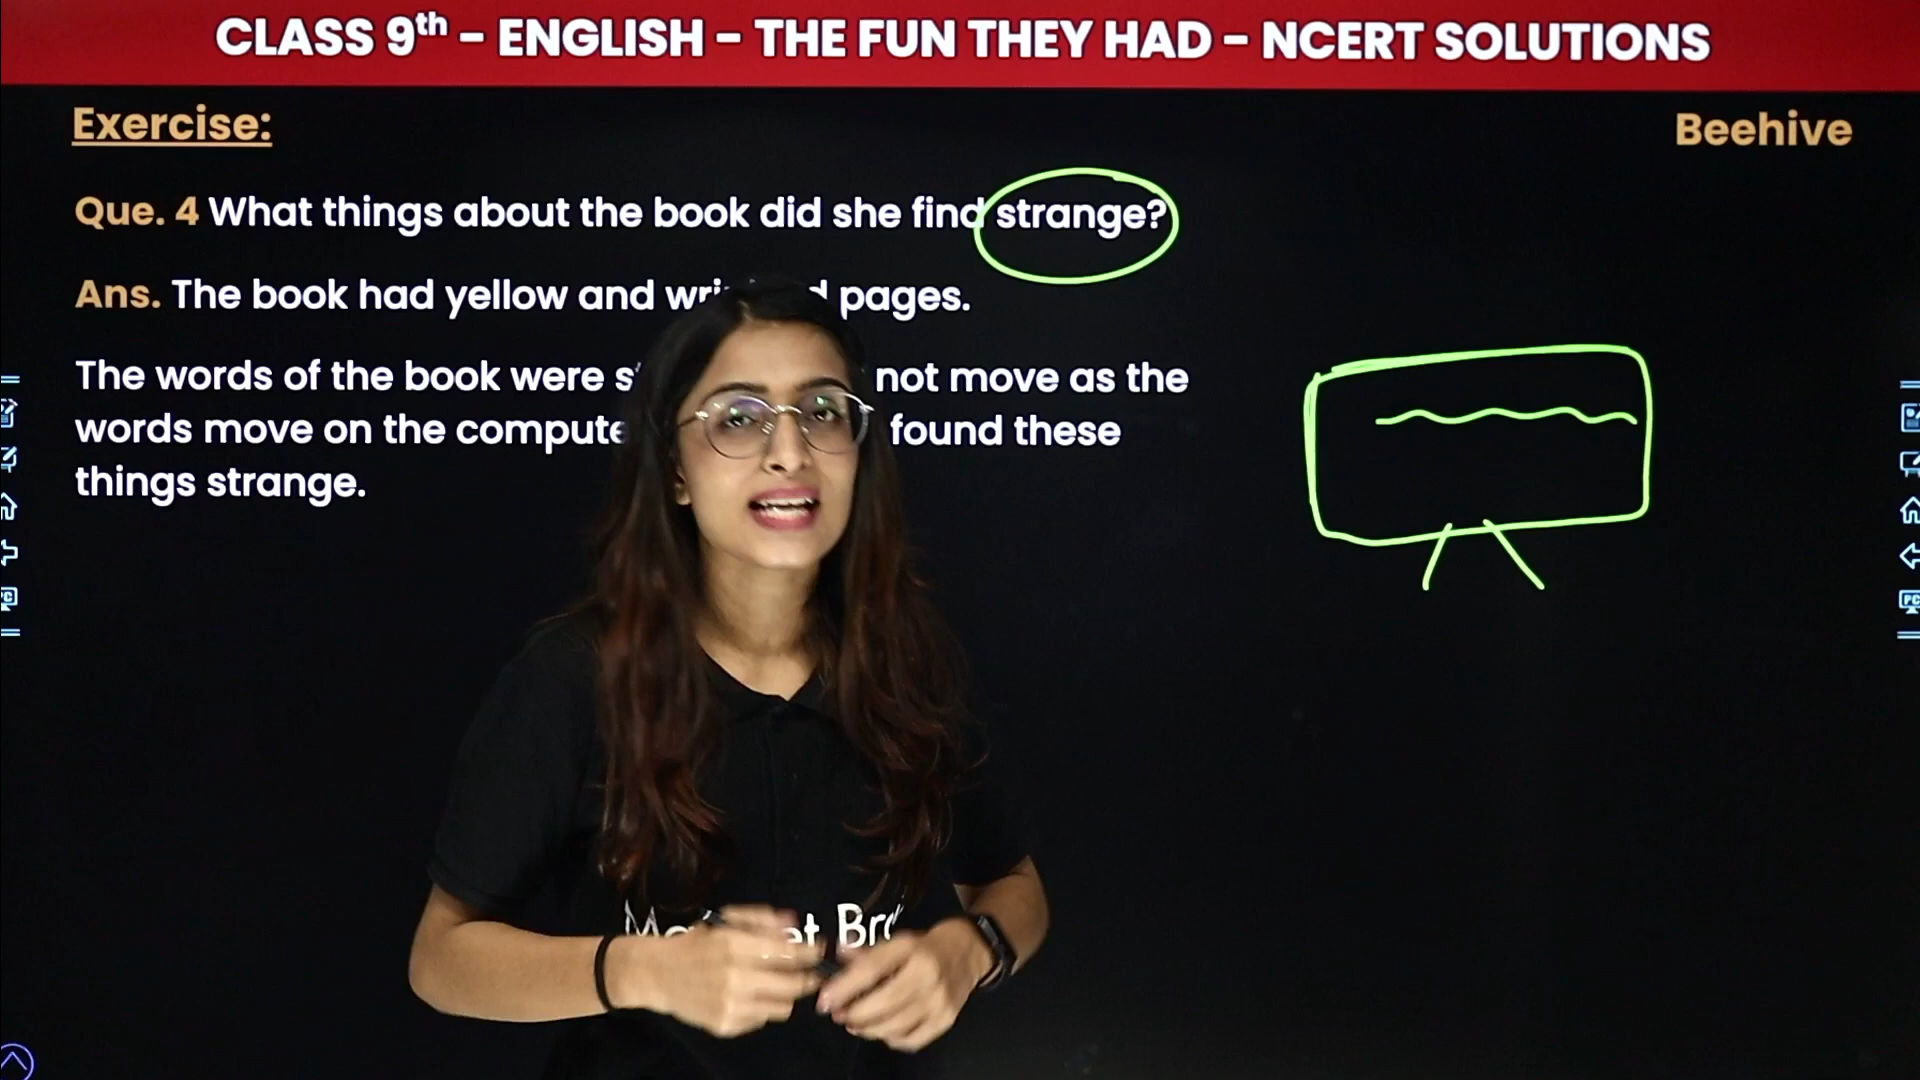 CLASS 9th – ENGLISH – THE FUN THEY HAD – NCERT SOLUTIONS
Exercise:
Beehive
Que. 4 What things about the book did she find strange?
Ans. The book had yellow and pages.
The words of the book were not move as the
words move on the found these
things strange.